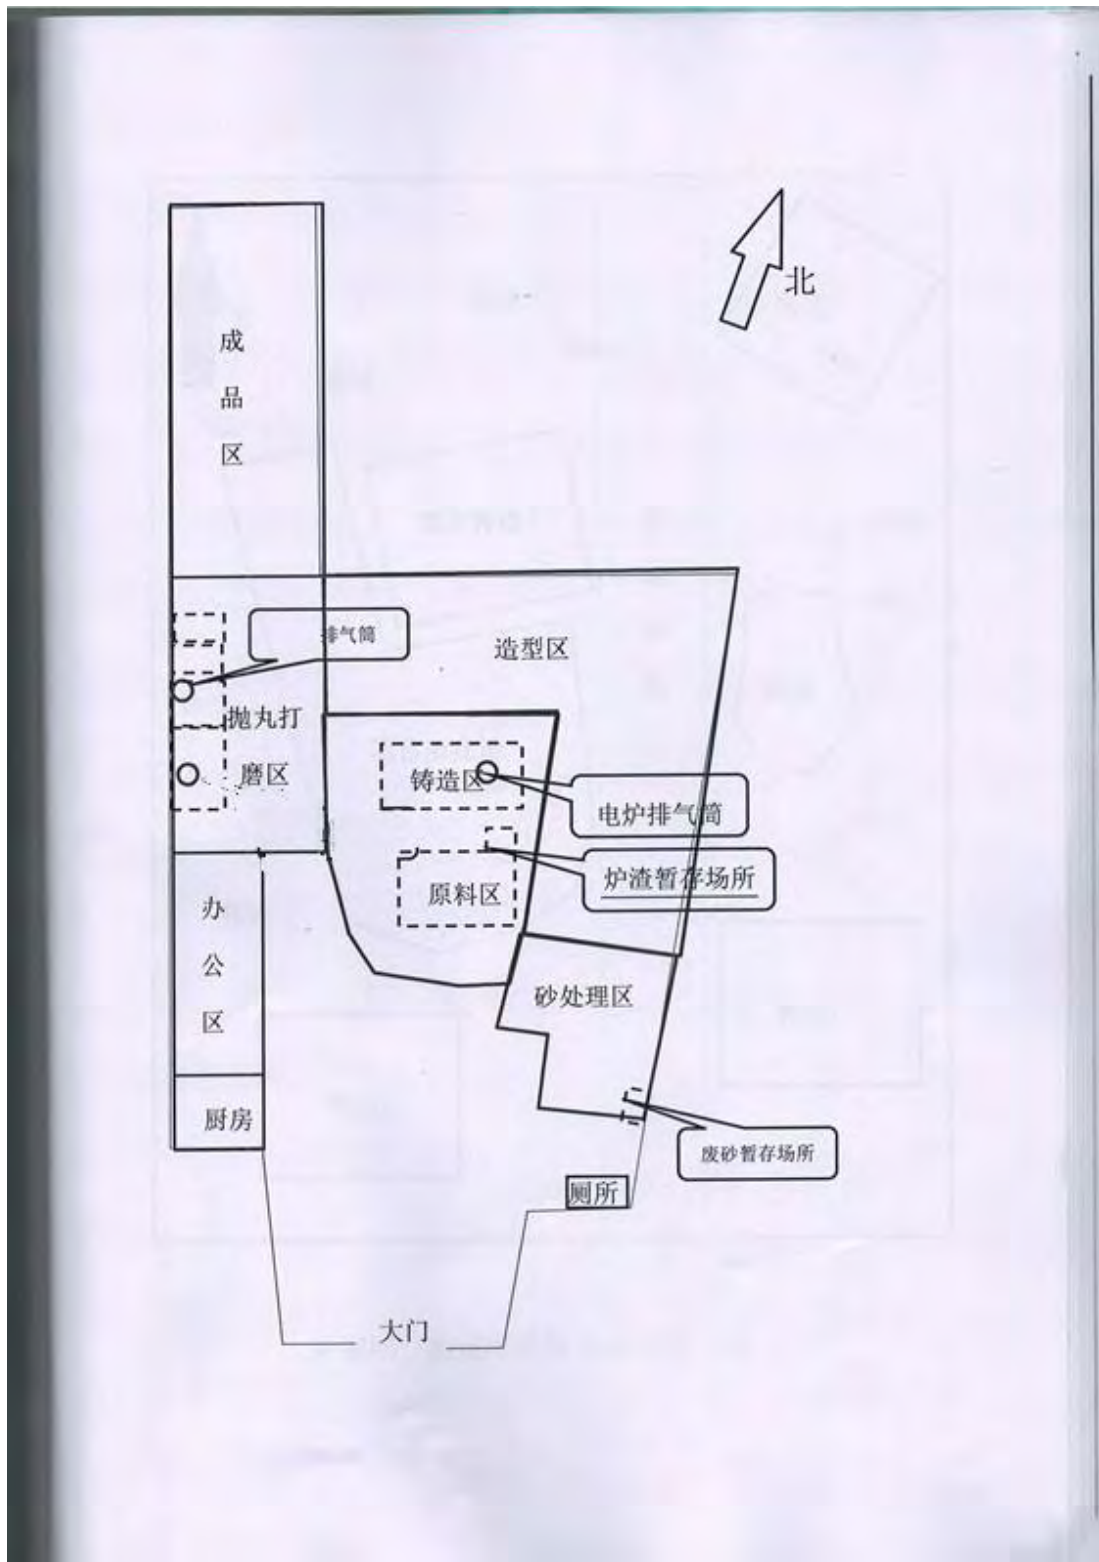 北
成
品
区
排气筒
造型区
抛丸打
磨区
铸造区
电炉排气筒
炉渣暂存场所
原料区
办
公
区
砂处理区
厨房
废砂暂存场所
厕所
大门